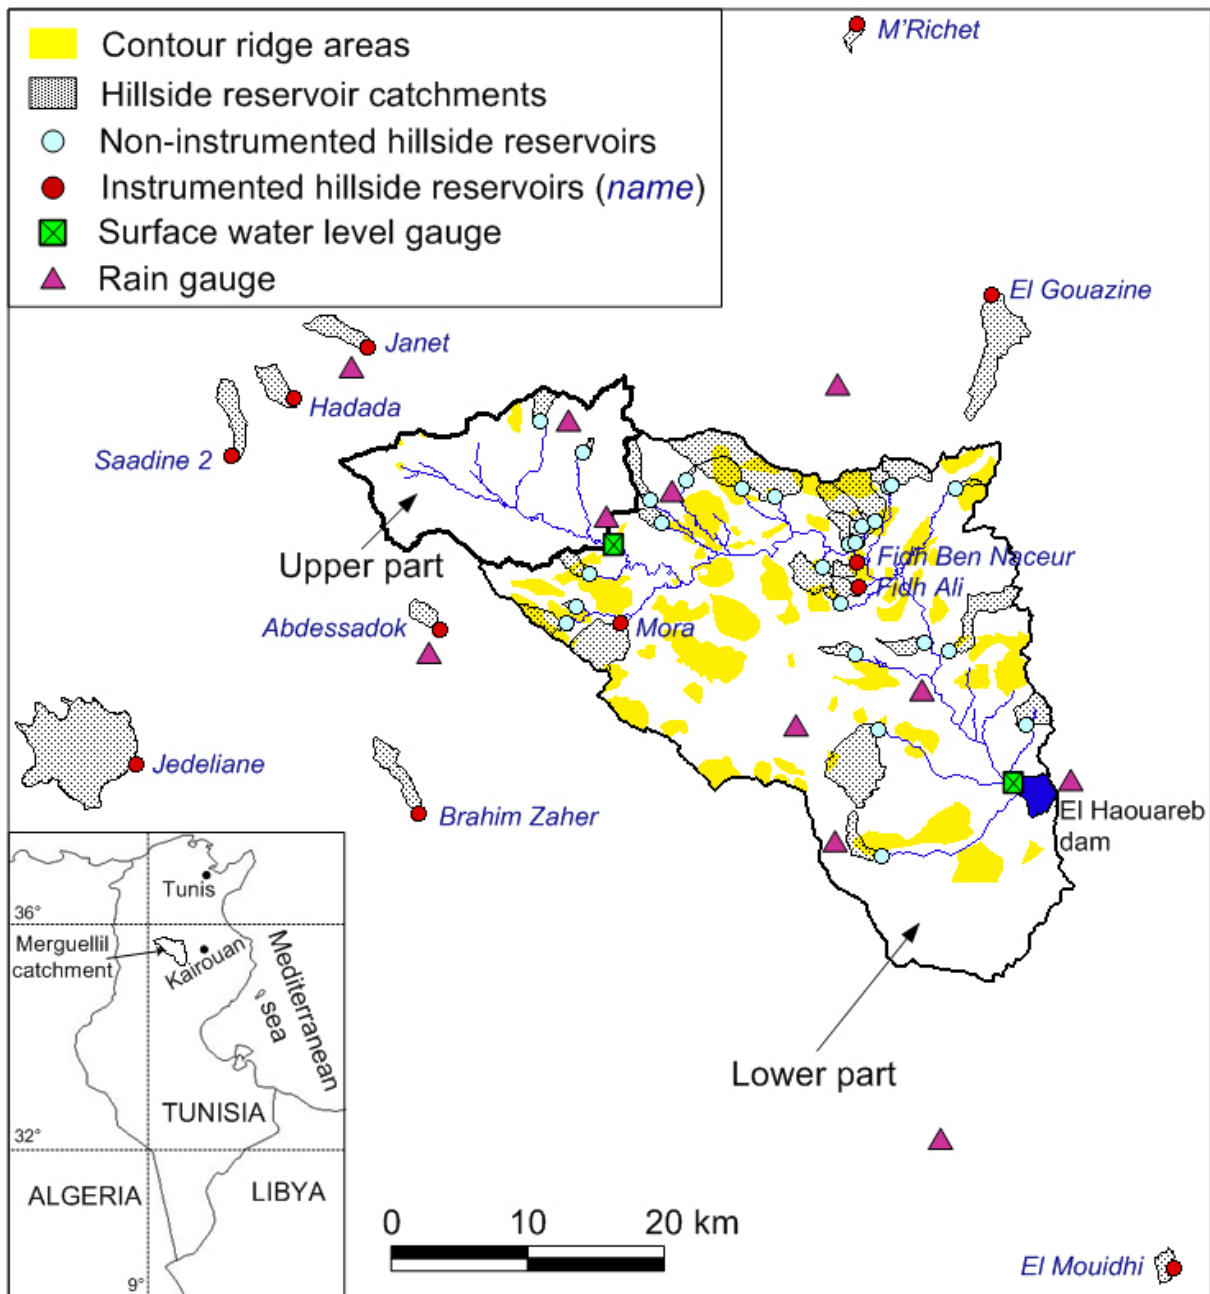 Contour ridge areas
Hillside reservoir catchments
Non-instrumented hillside reservoirs
Instrumented hillside reservoirs (name)
Surface water level gauge
Rain gauge
M'Richet
El Gouazine
Janet
Hadada
Saadine 2
Upper part
Fidh Ben Naceur
Fidh Ali
Abdessadok
Mora
Jedeliane
Brahim Zaher
El Haouareb
dam
Lower part
Tunis
36°
Merguellil
catchment
Kairouan
Mediterranean
sea
TUNISIA
32°
ALGERIA
LIBYA
9°
0 10 20 km
El Mouidhi